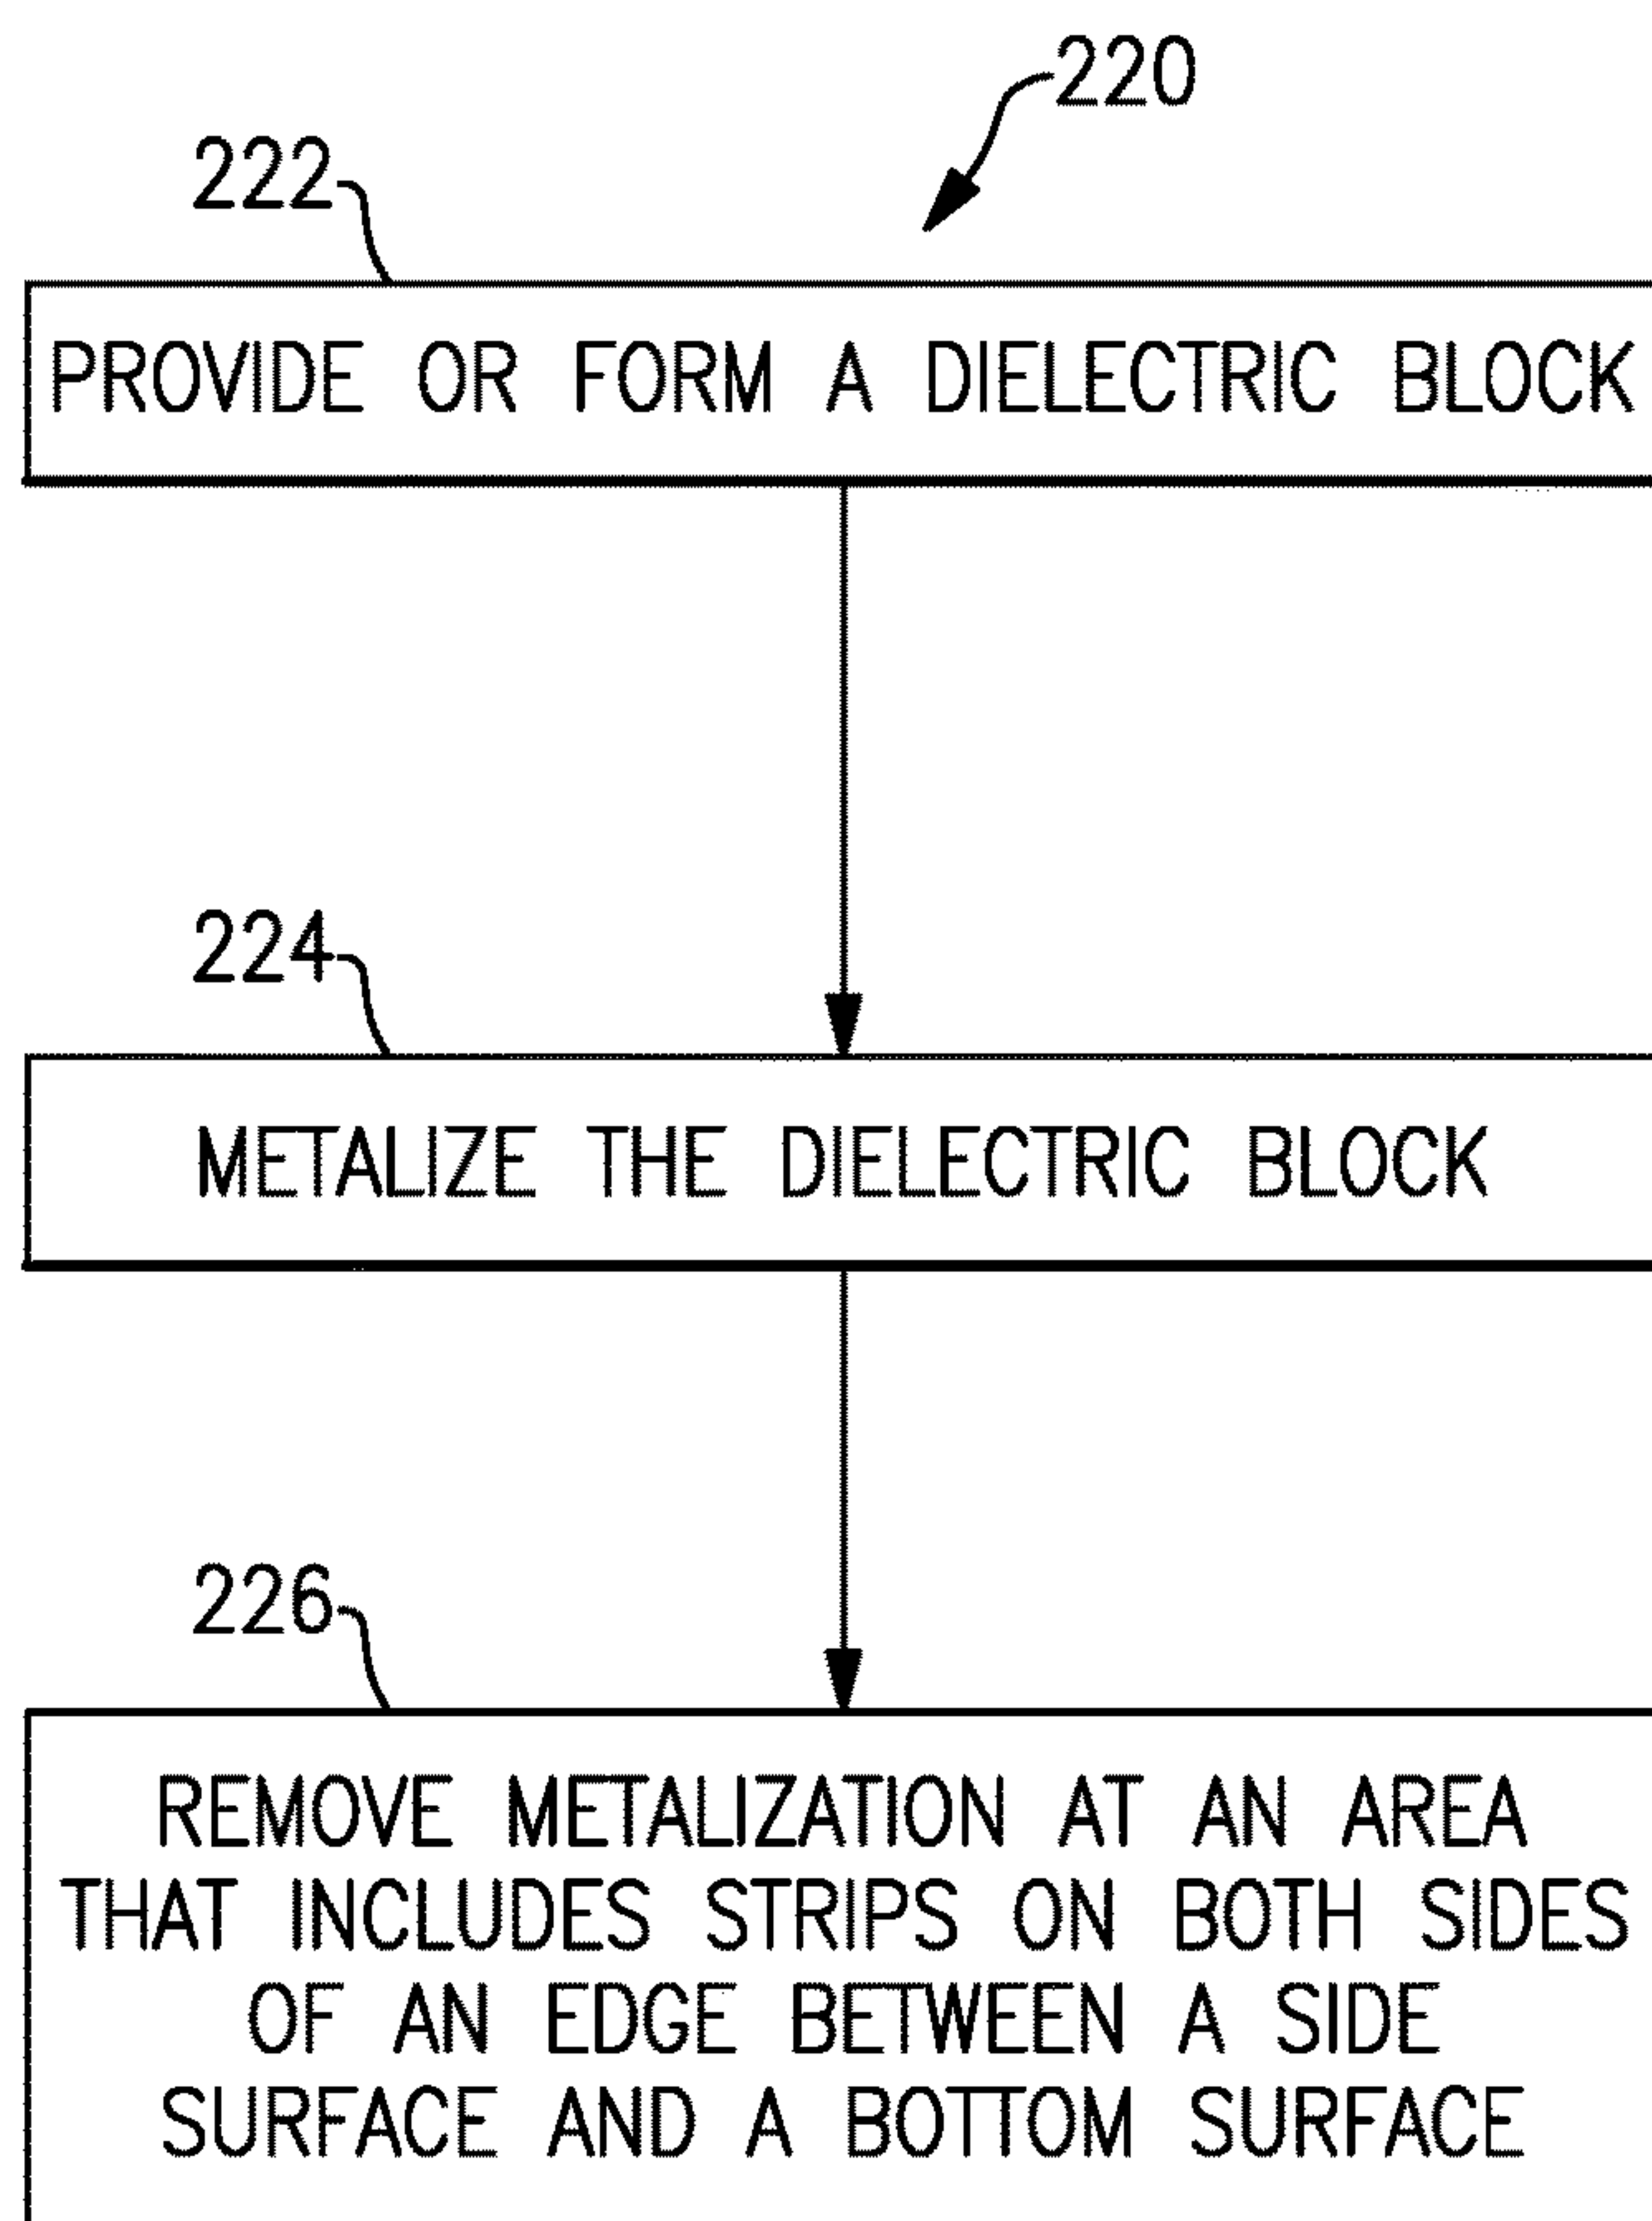 220
222
PROVIDE OR FORM A DIELECTRIC BLOCK
224
METALIZE THE DIELECTRIC BLOCK
226
REMOVE METALIZATION AT AN AREA
THAT INCLUDES STRIPS ON BOTH SIDES
OF AN EDGE BETWEEN A SIDE
SURFACE AND A BOTTOM SURFACE